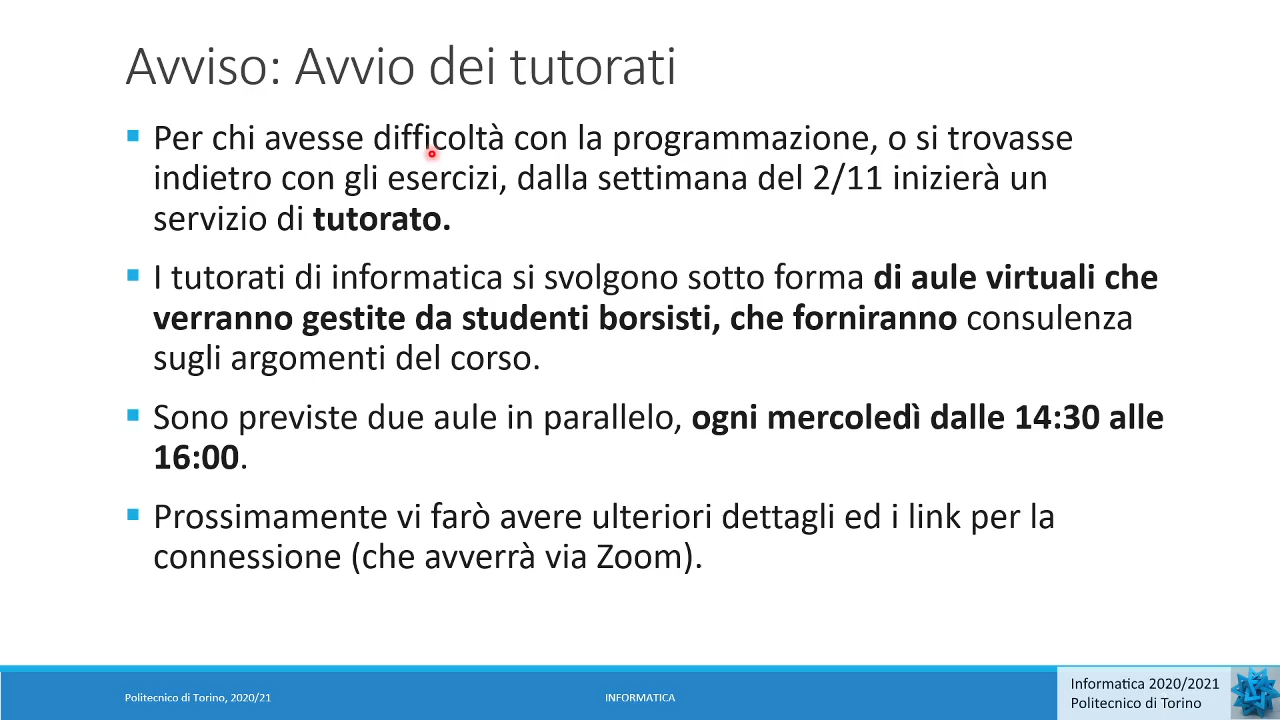 Avviso: Avvio dei tutorati
▪ Per chi avesse difficoltà con la programmazione, o si trovasse
indietro con gli esercizi, dalla settimana del 2/11 inizierà un
servizio di tutorato.
▪ I tutorati di informatica si svolgono sotto forma di aule virtuali che
verranno gestite da studenti borsisti, che forniranno consulenza
sugli argomenti del corso.
▪ Sono previste due aule in parallelo, ogni mercoledì dalle 14:30 alle
16:00.
▪ Prossimamente vi farò avere ulteriori dettagli ed i link per la
connessione (che avverrà via Zoom).
Politecnico di Torino, 2020/21
INFORMATICA
Informatica 2020/2021
Politecnico di Torino